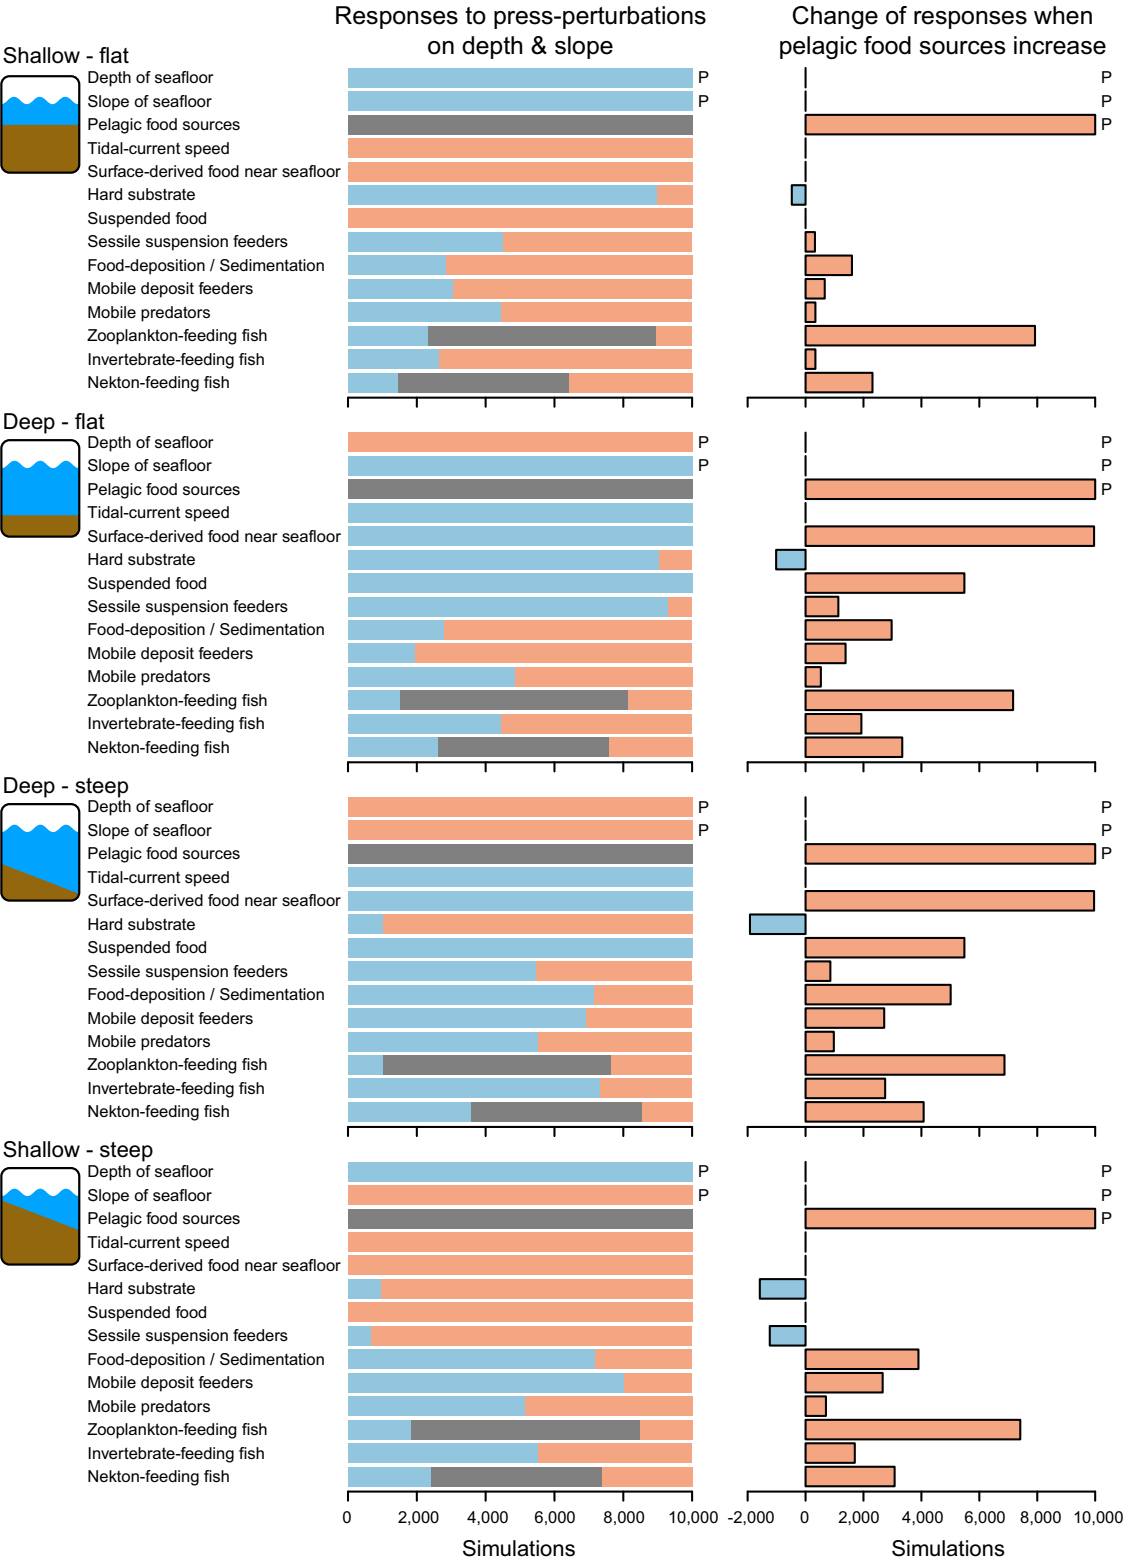 Responses to press-perturbations
on depth & slope
Change of responses when
pelagic food sources increase
Shallow - flat
Depth of seafloor P P
Slope of seafloor P P
Pelagic food sources P
Tidal-current speed
Surface-derived food near seafloor
Hard substrate
Suspended food
Sessile suspension feeders
Food-deposition / Sedimentation
Mobile deposit feeders
Mobile predators
Zooplankton-feeding fish
Invertebrate-feeding fish
Nekton-feeding fish
Deep - flat
Depth of seafloor P P
Slope of seafloor P P
Pelagic food sources P
Tidal-current speed
Surface-derived food near seafloor
Hard substrate
Suspended food
Sessile suspension feeders
Food-deposition / Sedimentation
Mobile deposit feeders
Mobile predators
Zooplankton-feeding fish
Invertebrate-feeding fish
Nekton-feeding fish
Deep - steep
Depth of seafloor P P
Slope of seafloor P P
Pelagic food sources P
Tidal-current speed
Surface-derived food near seafloor
Hard substrate
Suspended food
Sessile suspension feeders
Food-deposition / Sedimentation
Mobile deposit feeders
Mobile predators
Zooplankton-feeding fish
Invertebrate-feeding fish
Nekton-feeding fish
Shallow - steep
Depth of seafloor P P
Slope of seafloor P P
Pelagic food sources P
Tidal-current speed
Surface-derived food near seafloor
Hard substrate
Suspended food
Sessile suspension feeders
Food-deposition / Sedimentation
Mobile deposit feeders
Mobile predators
Zooplankton-feeding fish
Invertebrate-feeding fish
Nekton-feeding fish
0 2,000 4,000 6,000 8,000 10,000 -2,000 0 2,000 4,000 6,000 8,000 10,000
Simulations Simulations